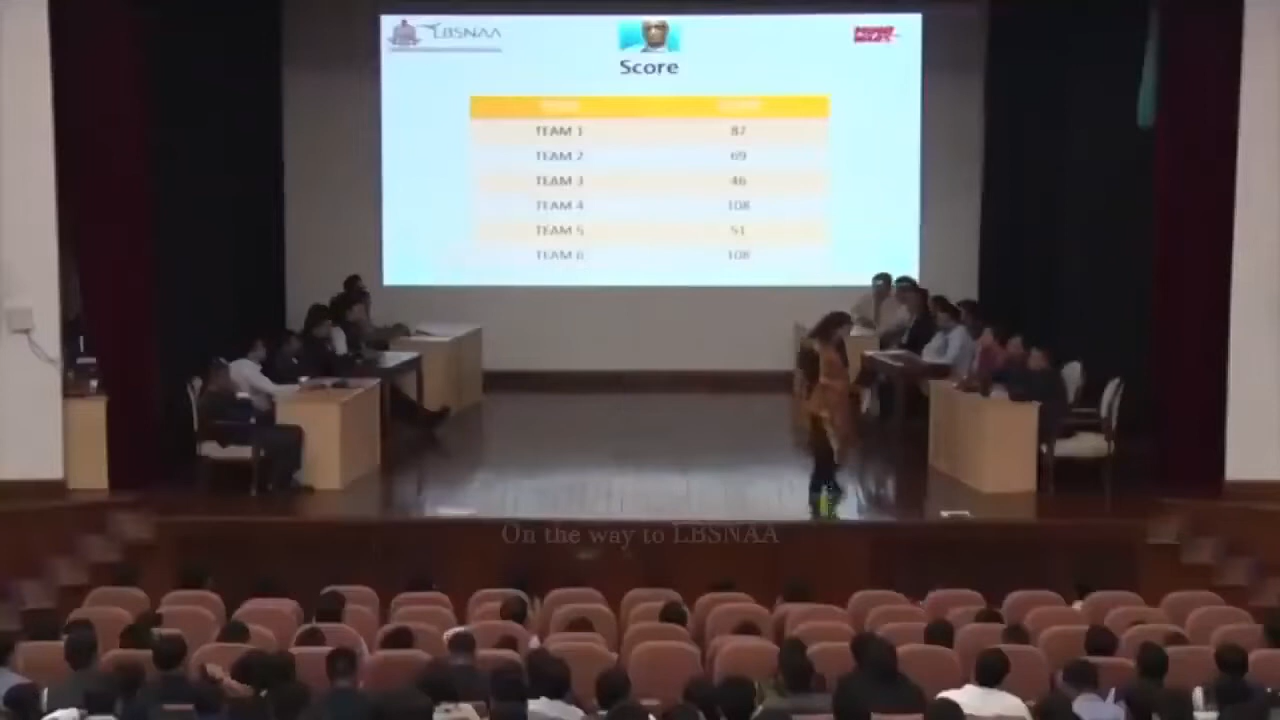 LBSNAA
Score
TEAM 1 87
TEAM 2 69
TEAM 3 46
TEAM 4 108
TEAM 5 51
TEAM 6 108
On the way to LBSNAA